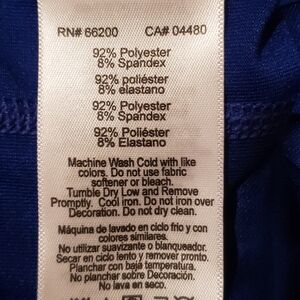 RN# 66200 CA# 04480
92% Polyester
8% Spandex
92% poliéster
8% elastano
92% Polyester
8% Spandex
92% Poliéster
8% Elastano
Machine Wash Cold with like
colors. Do not use fabric
softener or bleach.
Tumble Dry Low and Remove
Promptly. Cool iron. Do not iron over
Decoration. Do not dry clean.
Máquina de lavado en ciclo frio y con
colores similares.
No utilizar suavizante o blanqueador.
Secar en ciclo lento y remover pronto.
Planchar con baja temperatura.
No planchar sobre Decoración.
No lava en seco.